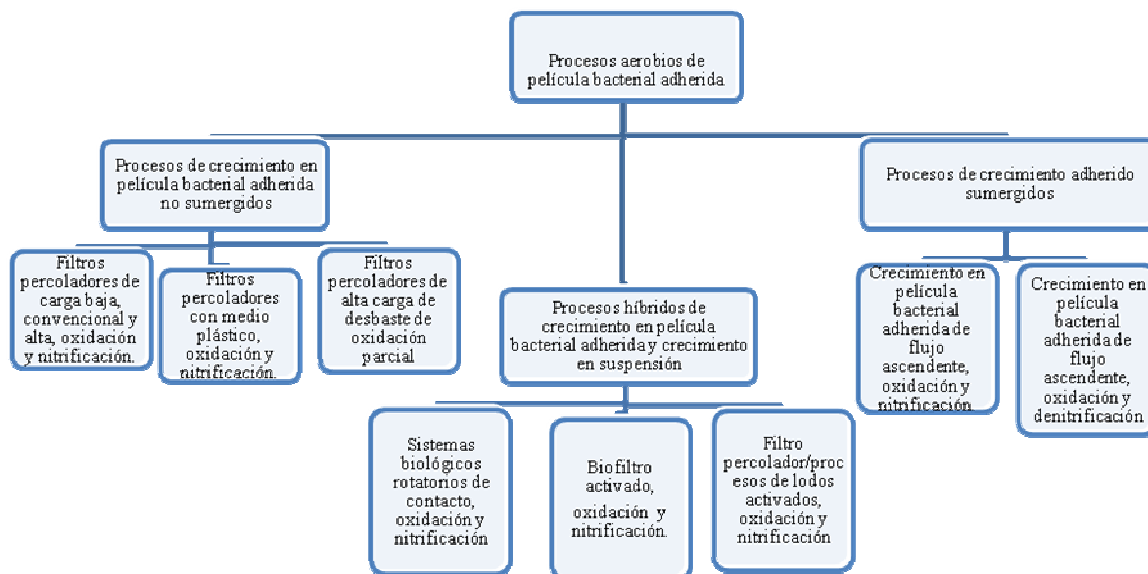 Procesos aerobios de
película bacterial adherida
Procesos de crecimiento en
película bacterial adherida
no sumergidos
Filtros
percoladores de
carga baja,
convencional y
alta, oxidación
y nitrificación.
Filtros
percoladores
con medio
plástico,
oxidación y
nitrificación.
Filtros
percoladores de
alta carga de
desbaste de
oxidación
parcial
Procesos híbridos de
crecimiento en película
bacterial adherida y crecimiento
en suspensión
Sistemas
biológicos
rotatorios de
contacto,
oxidación y
nitrificación
Biofiltro
activado,
oxidación y
nitrificación.
Filtro
percolador/proc
esos de lodos
activados,
oxidación y
nitrificación
Procesos de crecimiento adherido
sumergidos
Crecimiento en
película
bacterial
adherida de
flujo
ascendente,
oxidación y
nitrificación.
Crecimiento en
película
bacterial
adherida de
flujo
ascendente,
oxidación y
denitrificación